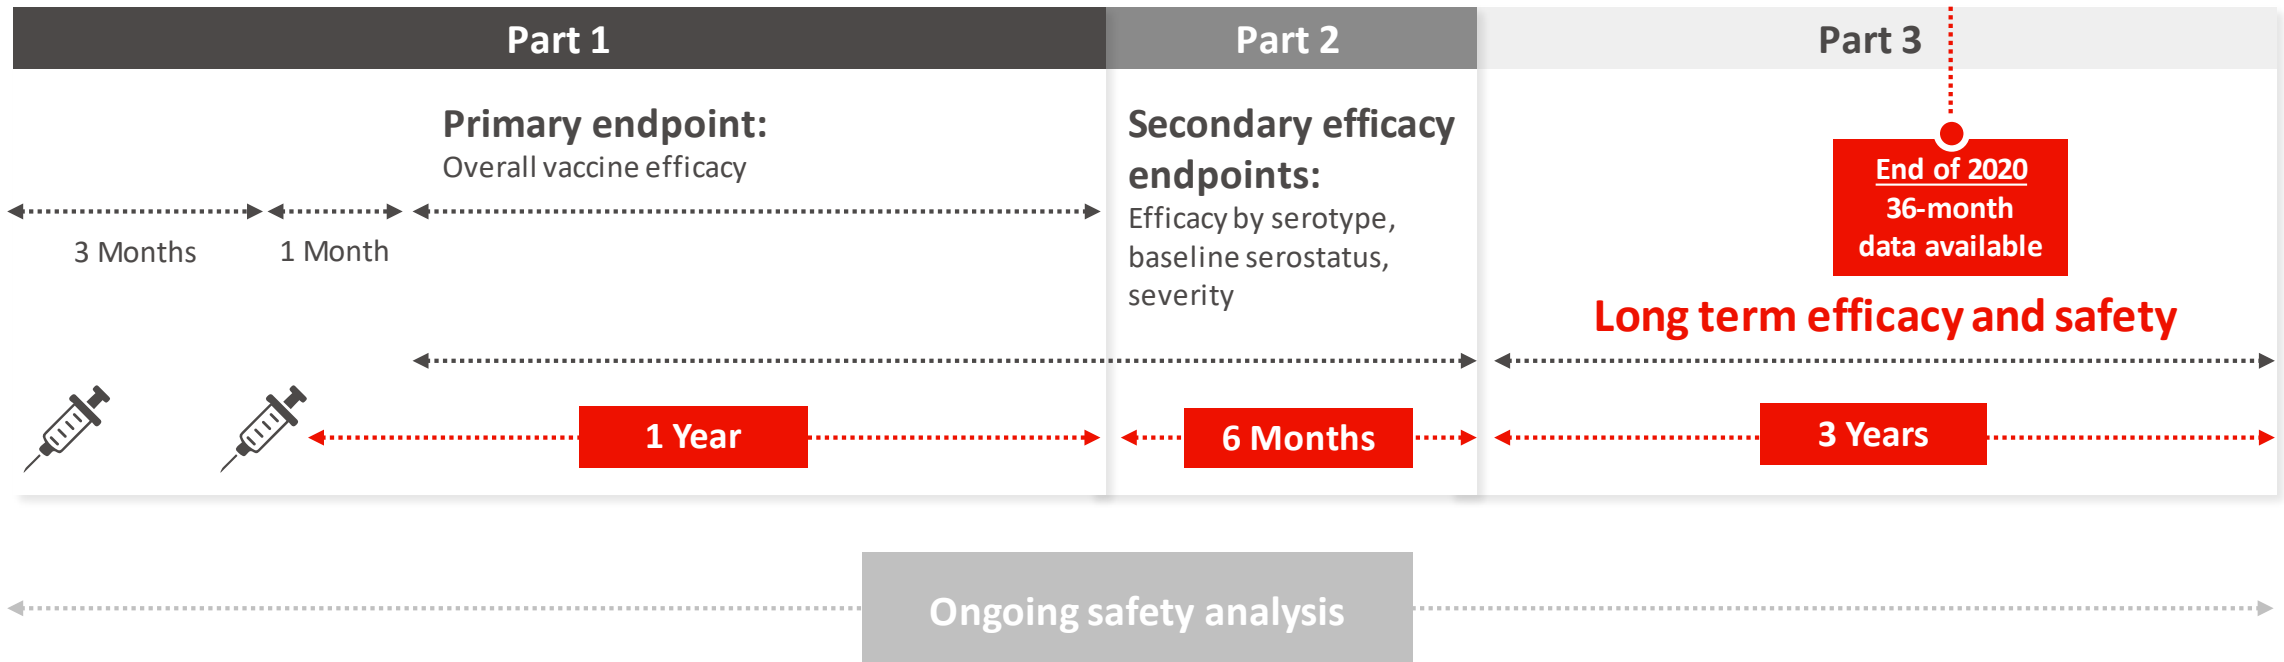 Part 1
Part 2
Part 3
Primary endpoint:
Overall vaccine efficacy
3 Months
1 Month
Secondary efficacy
endpoints:
Efficacy by serotype,
baseline serostatus,
severity
End of 2020
36-month
data available
Long term efficacy and safety
1 Year
6 Months
3 Years
Ongoing safety analysis